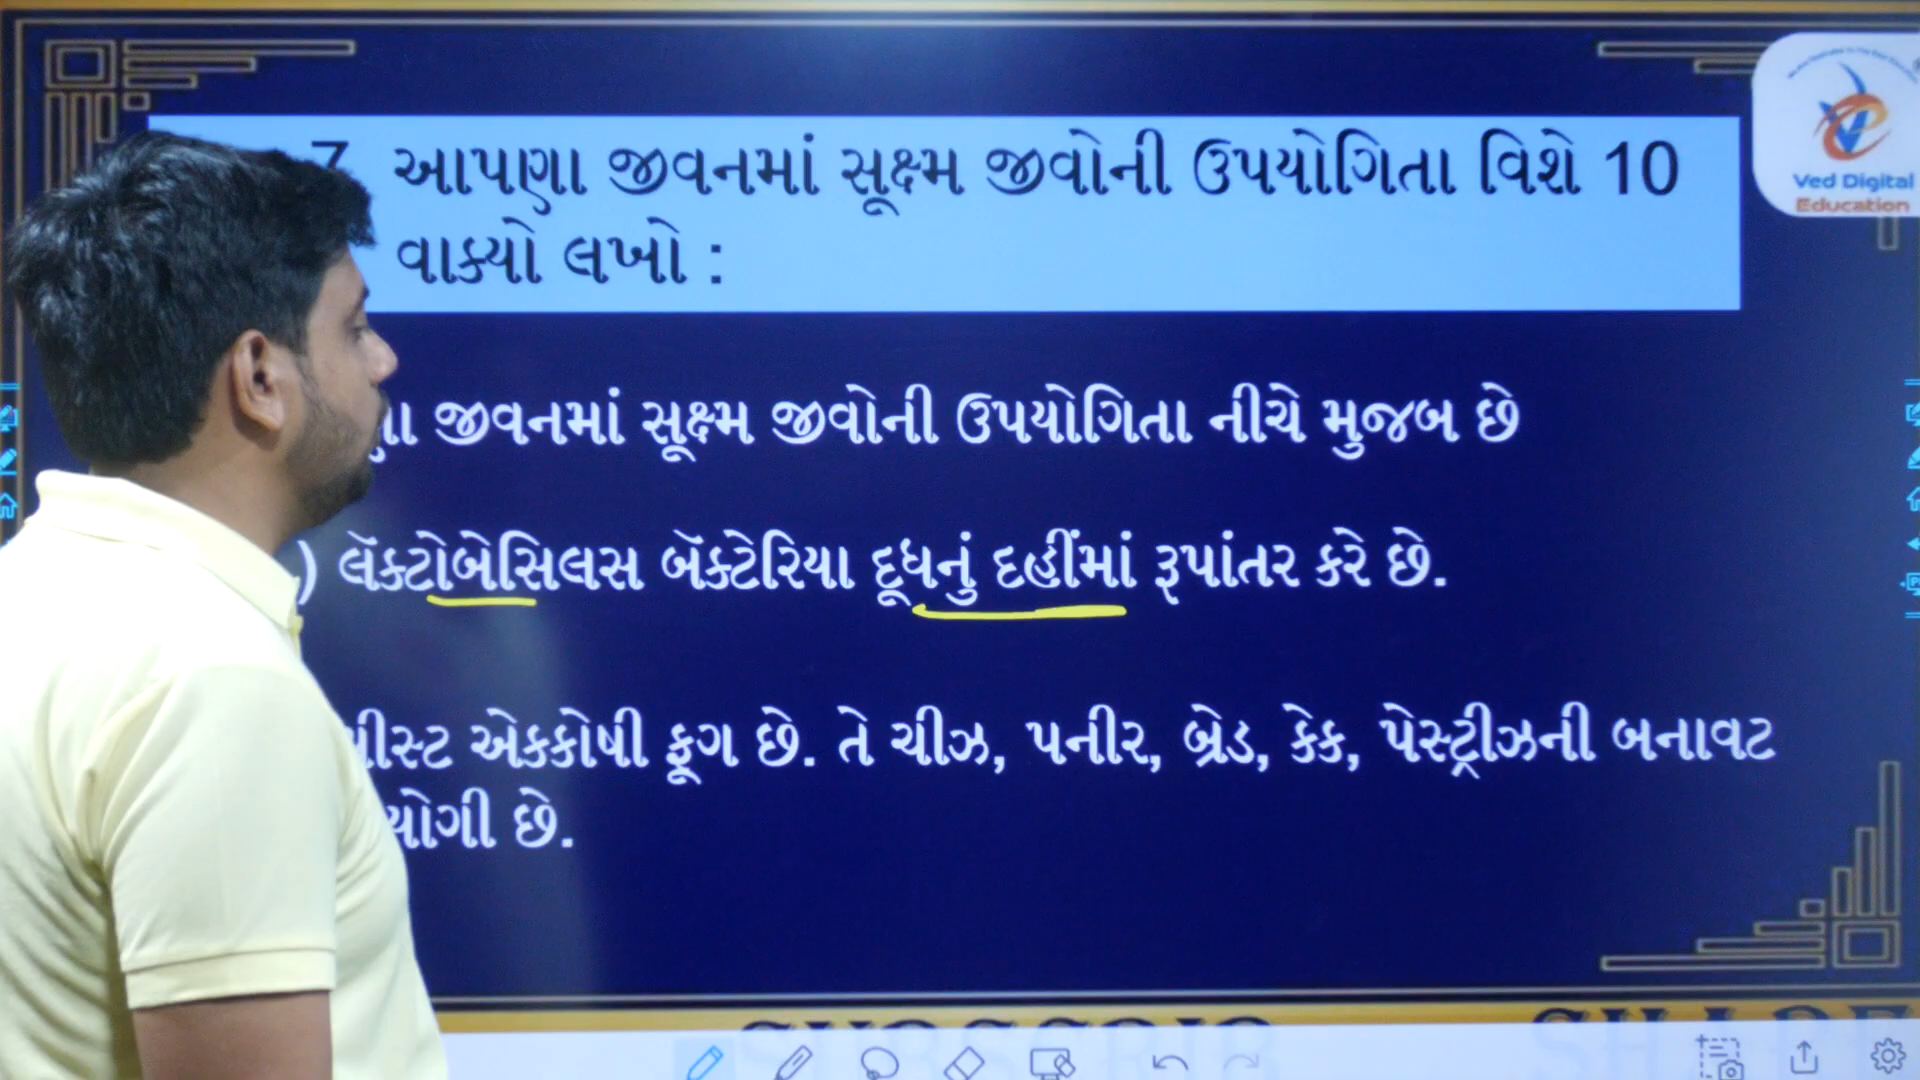 7. આપણા જીવનમાં સૂક્ષ્મ જીવોની ઉપયોગિતા વિશે 10
વાક્યો લખો :
જીવનમાં સૂક્ષ્મ જીવોની ઉપયોગિતા નીચે મુજબ છે
) લૅક્ટોબેસિલસ બૅક્ટેરિયા દૂધનું દહીંમાં રૂપાંતર કરે છે.
એકકોષી ફૂગ છે. તે ચીઝ, પનીર, બ્રેડ, કેક, પેસ્ટ્રીઝની બનાવટ
છે.
Ved Digital
Education